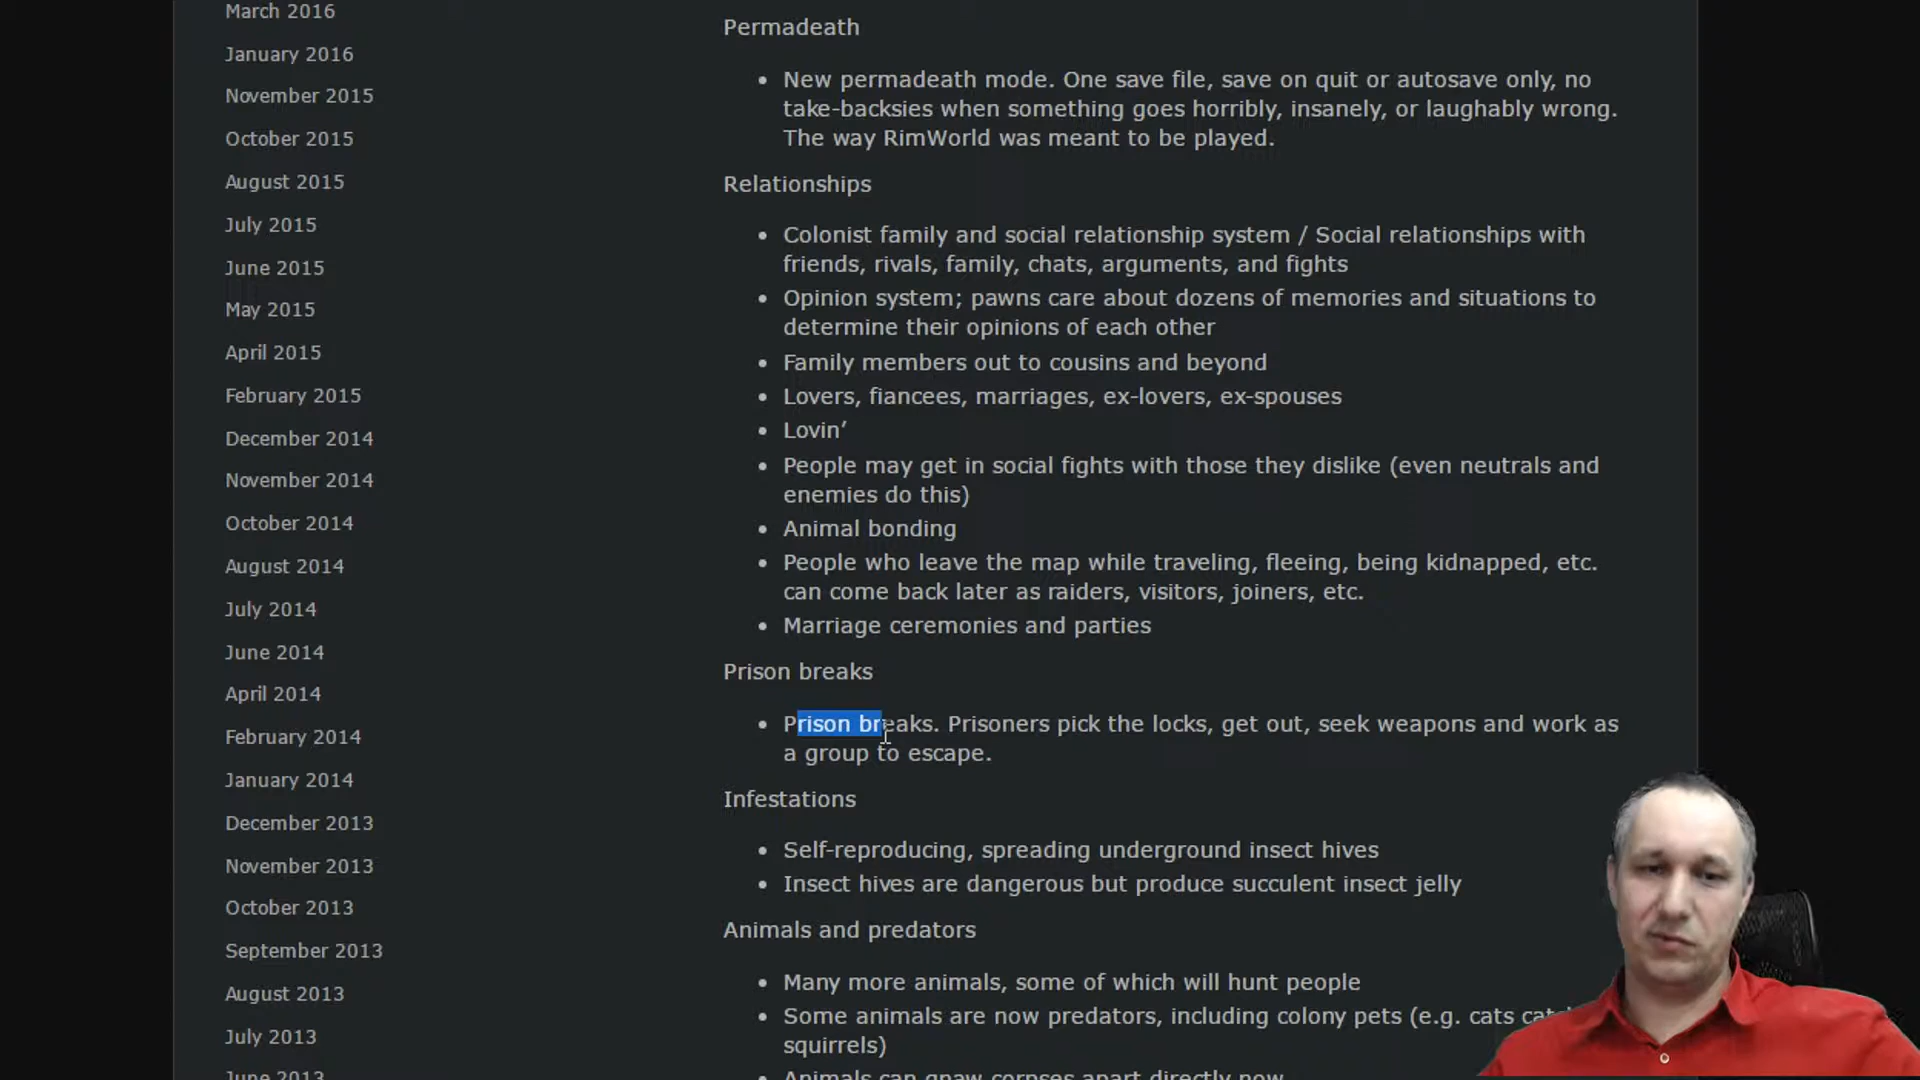 March 2016
January 2016
November 2015
October 2015
August 2015
July 2015
June 2015
May 2015
April 2015
February 2015
December 2014
November 2014
October 2014
August 2014
July 2014
June 2014
April 2014
February 2014
January 2014
December 2013
November 2013
October 2013
September 2013
August 2013
July 2013
June 2013
Permadeath
New permadeath mode. One save file, save on quit or autosave only, no
take-backsies when something goes horribly, insanely, or laughably wrong.
The way RimWorld was meant to be played.
Relationships
Colonist family and social relationship system / Social relationships with
friends, rivals, family, chats, arguments, and fights
Opinion system; pawns care about dozens of memories and situations to
determine their opinions of each other
Family members out to cousins and beyond
Lovers, fiancees, marriages, ex-lovers, ex-spouses
Lovin’
People may get in social fights with those they dislike (even neutrals and
enemies do this)
Animal bonding
People who leave the map while traveling, fleeing, being kidnapped, etc.
can come back later as raiders, visitors, joiners, etc.
Marriage ceremonies and parties
Prison breaks
Prison breaks. Prisoners pick the locks, get out, seek weapons and work as
a group to escape.
Infestations
Self-reproducing, spreading underground insect hives
Insect hives are dangerous but produce succulent insect jelly
Animals and predators
Many more animals, some of which will hunt people
Some animals are now predators, including colony pets (e.g. cats
squirrels)
Animals can gnaw corpses apart directly now